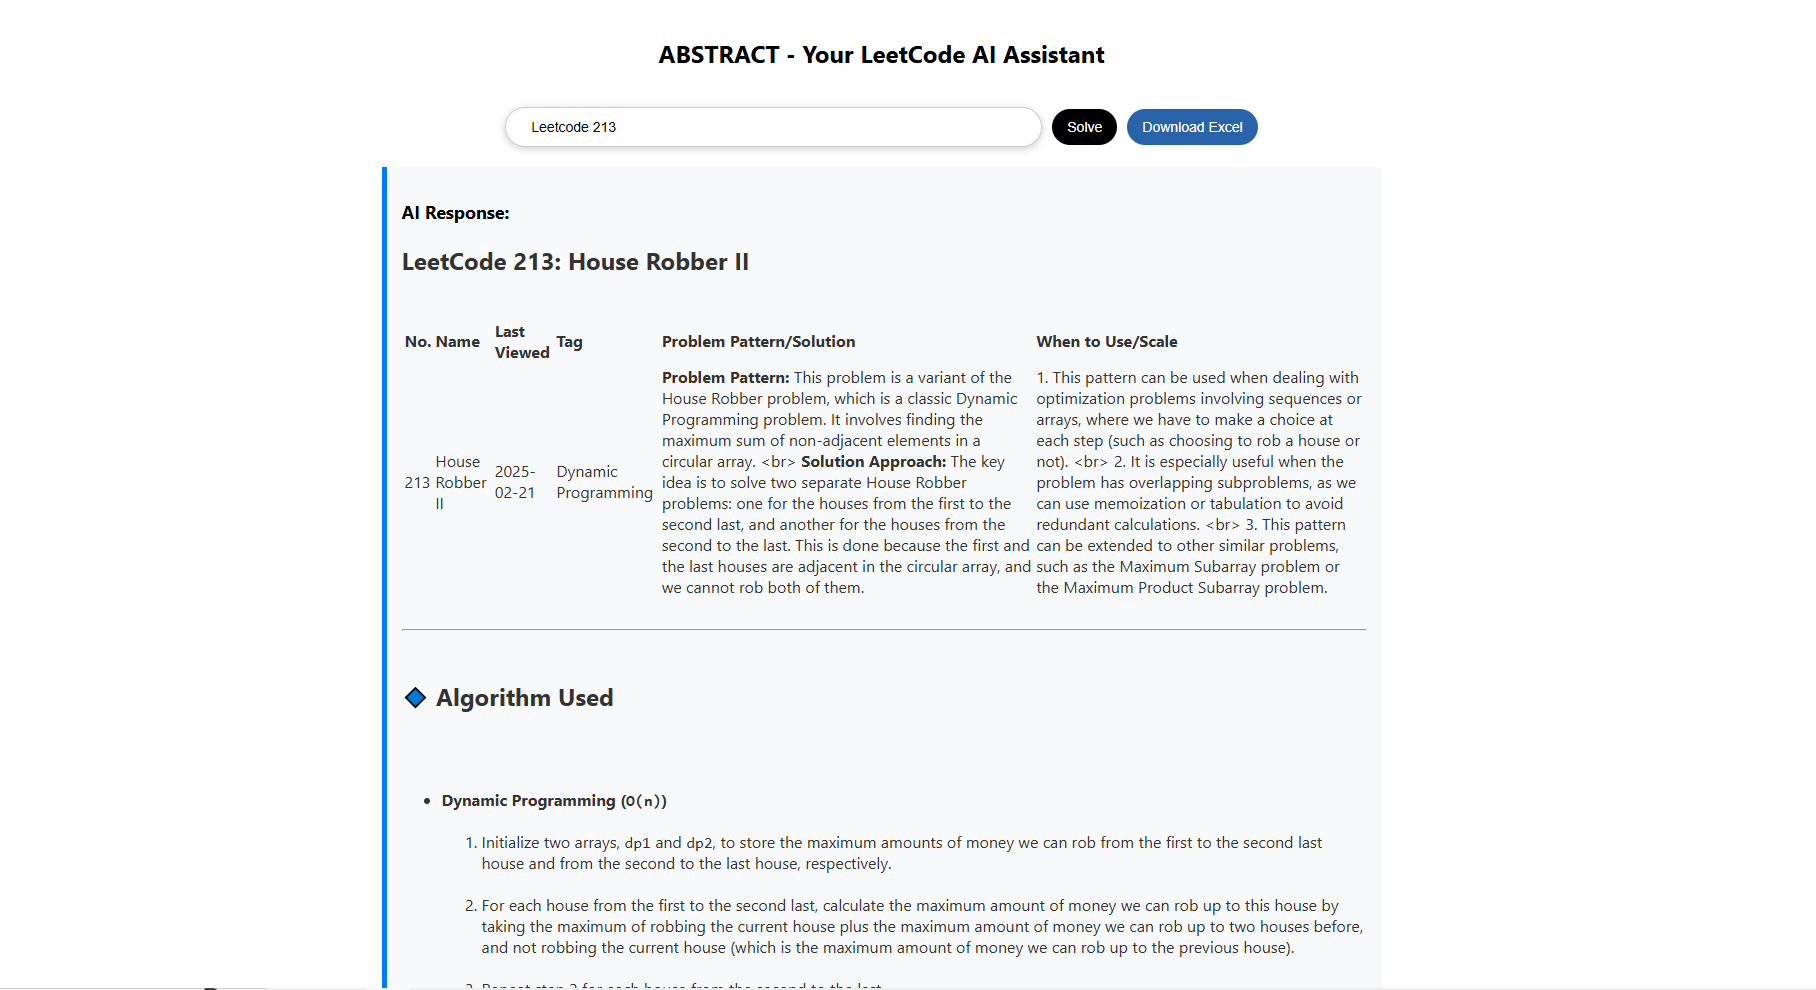 ABSTRACT - Your LeetCode AI Assistant
Leetcode 213
Solve
Download Excel
AI Response:
LeetCode 213: House Robber II
No.
Name
Last
Viewed
Tag
Problem Pattern/Solution
When to Use/Scale
213
House
Robber
II
2025-
02-21
Dynamic
Programming
Problem Pattern: This problem is a variant of the
House Robber problem, which is a classic Dynamic
Programming problem. It involves finding the
maximum sum of non-adjacent elements in a
circular array. <br> Solution Approach: The key
idea is to solve two separate House Robber
problems: one for the houses from the first to the
second last, and another for the houses from the
second to the last. This is done because the first and
the last houses are adjacent in the circular array, and
we cannot rob both of them.
1. This pattern can be used when dealing with
optimization problems involving sequences or
arrays, where we have to make a choice at
each step (such as choosing to rob a house or
not). <br> 2. It is especially useful when the
problem has overlapping subproblems, as we
can use memoization or tabulation to avoid
redundant calculations. <br> 3. This pattern
can be extended to other similar problems,
such as the Maximum Subarray problem or
the Maximum Product Subarray problem.
Algorithm Used
• Dynamic Programming (O(n))
1. Initialize two arrays, dp1 and dp2, to store the maximum amounts of money we can rob from the first to the second last
house and from the second to the last house, respectively.
2. For each house from the first to the second last, calculate the maximum amount of money we can rob up to this house by
taking the maximum of robbing the current house plus the maximum amount of money we can rob up to two houses before,
and not robbing the current house (which is the maximum amount of money we can rob up to the previous house).
3. Repeat step 2 for each house from the second to the last